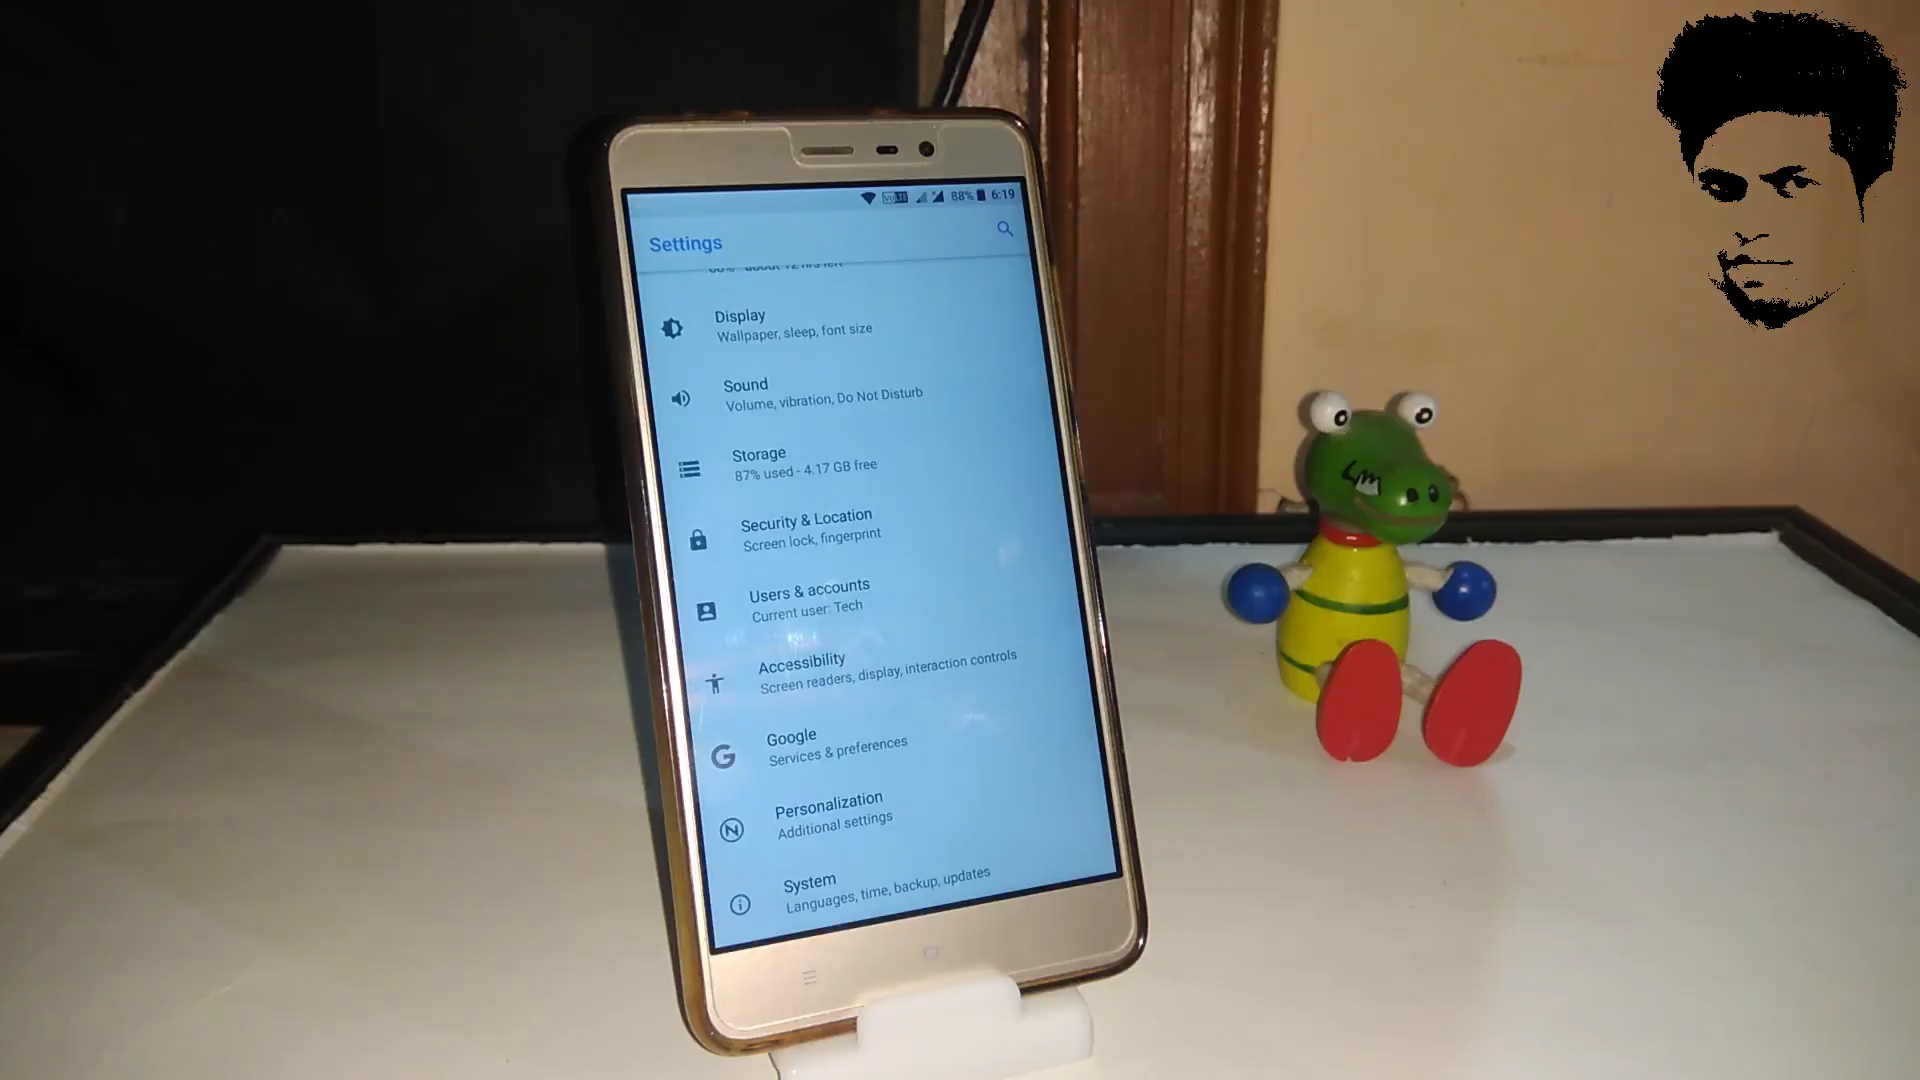 VoLTE 88% 6:19
Settings
Display
Wallpaper, sleep, font size
Sound
Volume, vibration, Do Not Disturb
Storage
87% used - 4.17 GB free
Security & Location
Screen lock, fingerprint
Users & accounts
Current user: Tech
Accessibility
Screen readers, display, interaction controls
Google
Services & preferences
Personalization
Additional settings
System
Languages, time, backup, updates